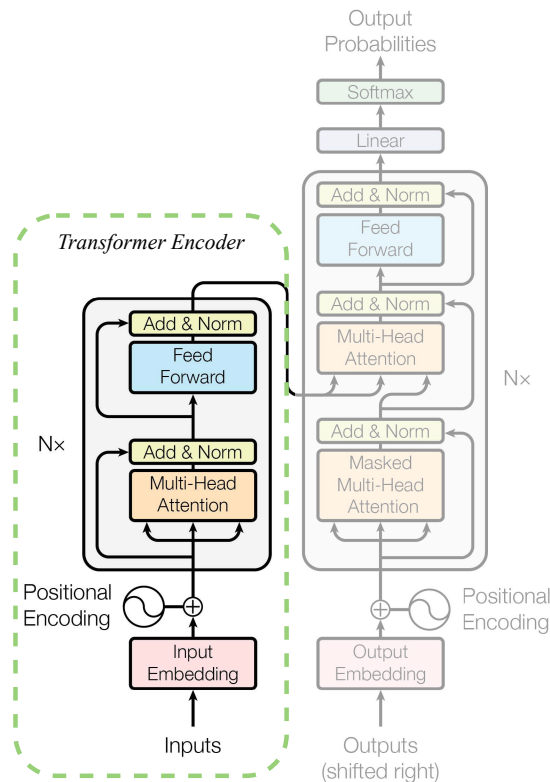 Output
Probabilities
Softmax
Linear
Add & Norm
Feed
Forward
Add & Norm
Multi-Head
Attention
N×
Add & Norm
Masked
Multi-Head
Attention
Positional
Encoding
Output
Embedding
Outputs
(shifted right)
Transformer Encoder
Add & Norm
Feed
Forward
N×
Add & Norm
Multi-Head
Attention
Positional
Encoding
Input
Embedding
Inputs